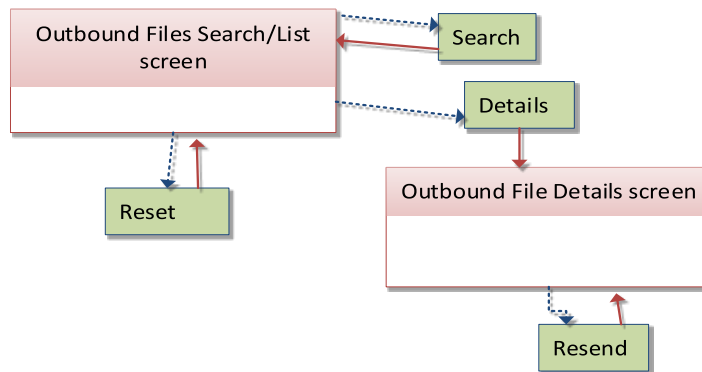 Outbound Files Search/List
screen
Search
Details
Reset
Outbound File Details screen
Resend